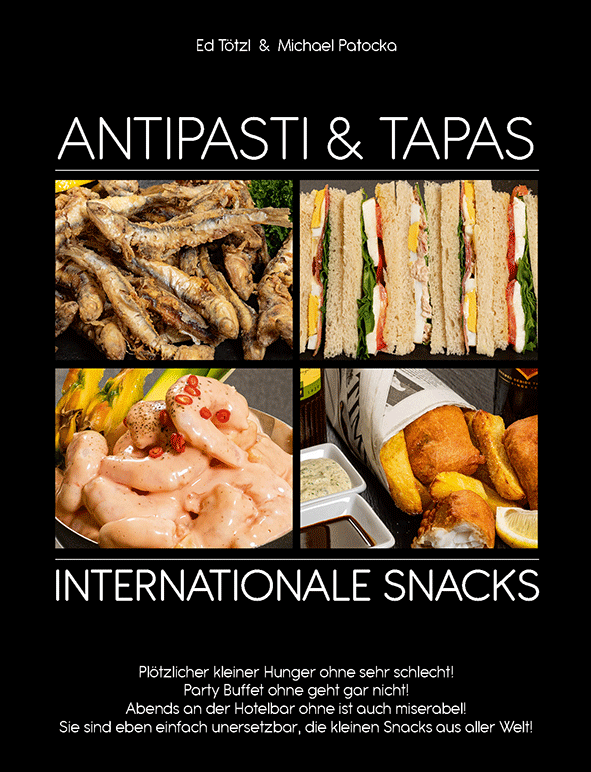 Ed Tötzl & Michael Patocka
ANTIPASTI & TAPAS
INTERNATIONALE SNACKS
Plötzlicher kleiner Hunger ohne sehr schlecht!
Party Buffet ohne geht gar nicht!
Abends an der Hotelbar ohne ist auch miserabel!
Sie sind eben einfach unersetzbar, die kleinen Snacks aus aller Welt!